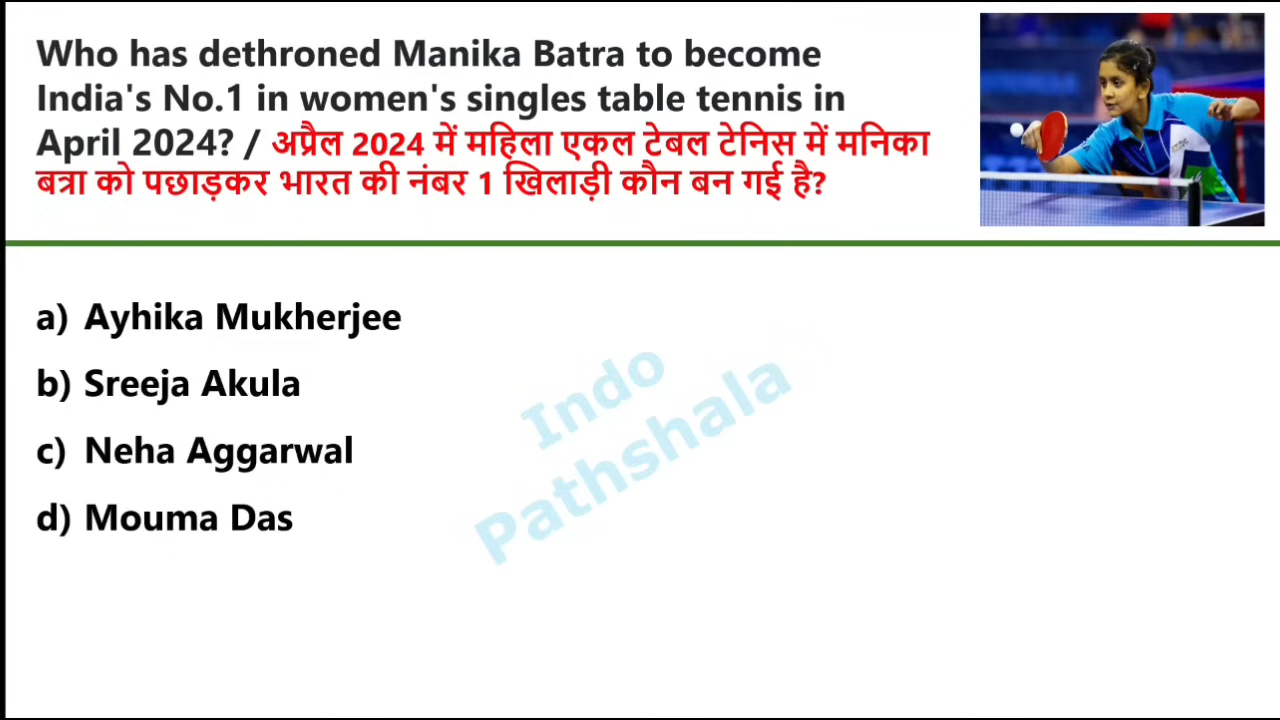 Who has dethroned Manika Batra to become
India's No.1 in women's singles table tennis in
April 2024? / अप्रैल 2024 में महिला एकल टेबल टेनिस में मनिका
बत्रा को पछाड़कर भारत की नंबर 1 खिलाड़ी कौन बन गई है?
a) Ayhika Mukherjee
b) Sreeja Akula
c) Neha Aggarwal
d) Mouma Das
Indo
Pathshala